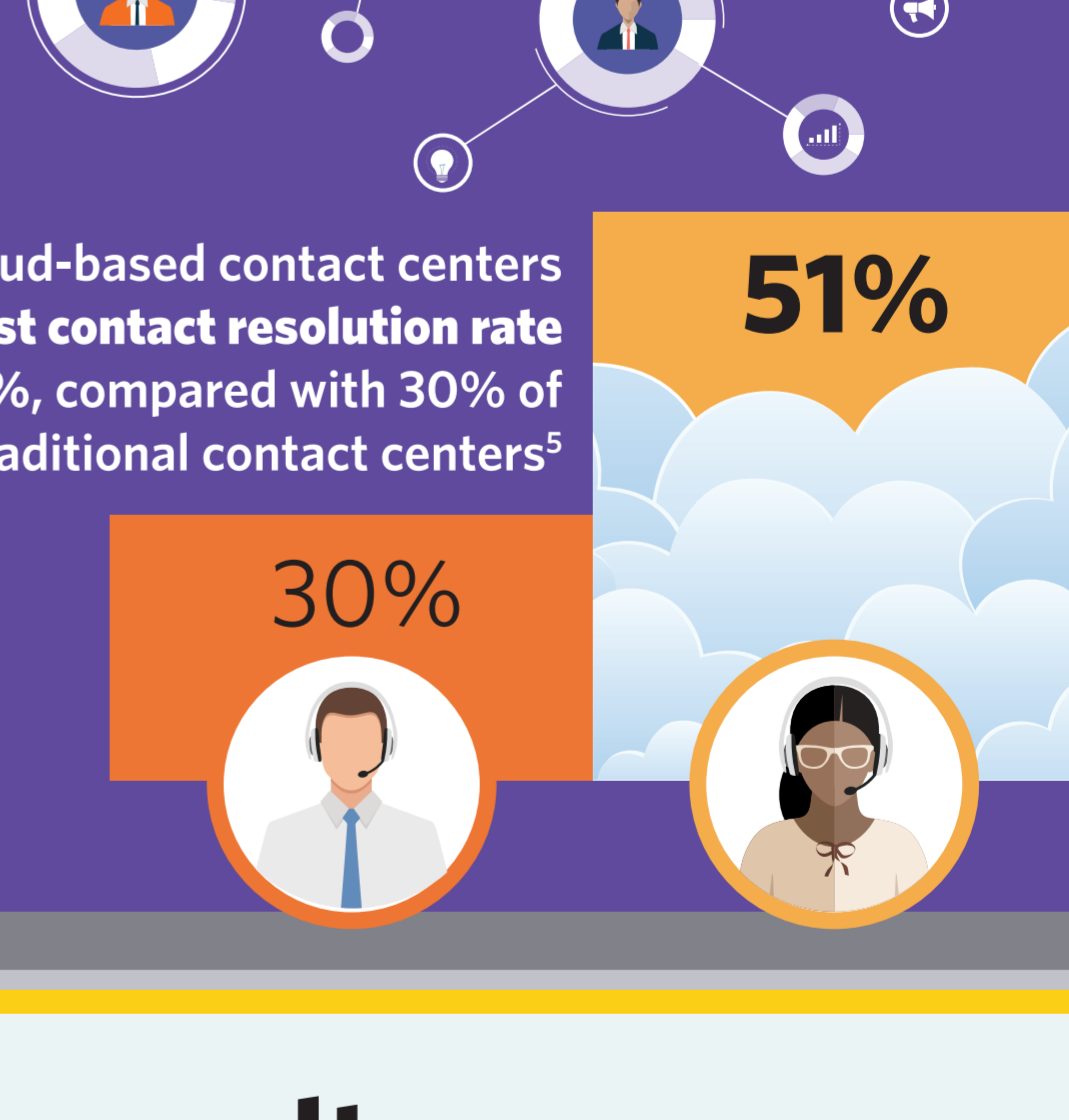 ud-based contact centers
st contact resolution rate
%, compared with 30% of
aditional contact centers⁵
51%
30%